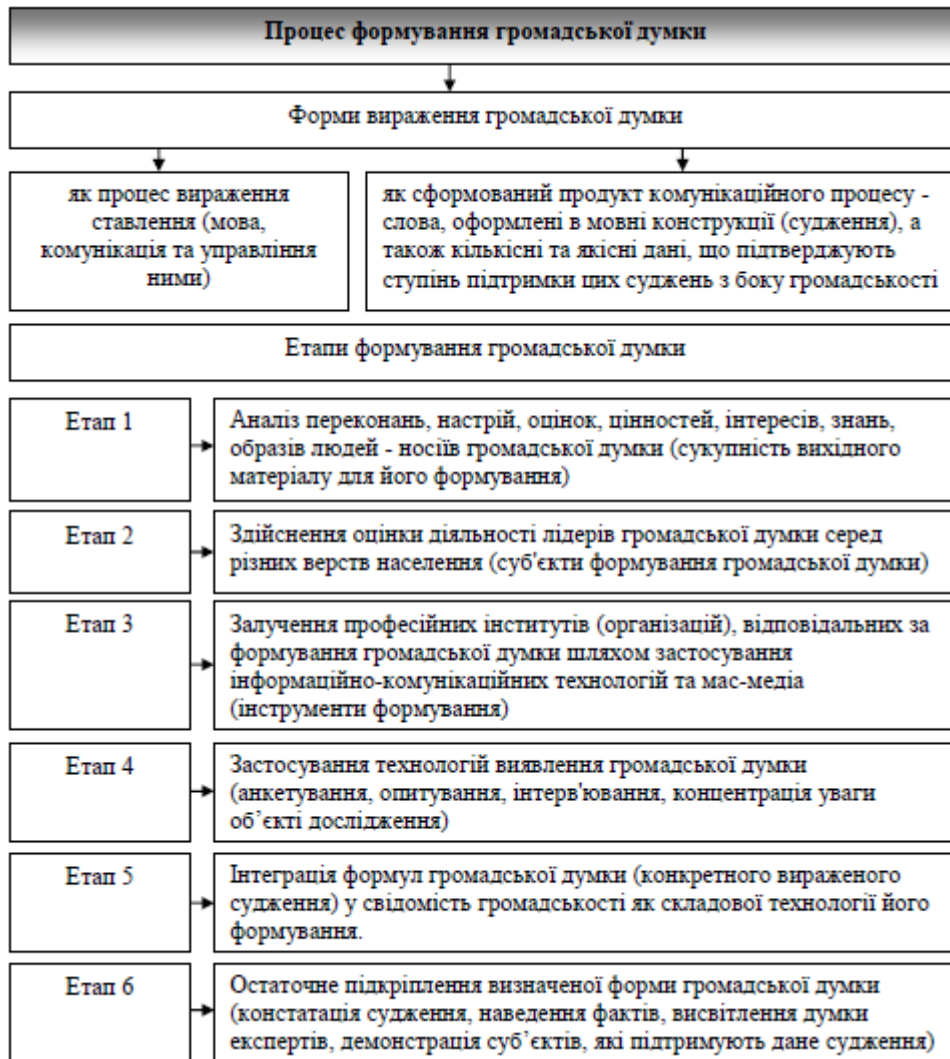 Процес формування громадської думки
Форми вираження громадської думки
як процес вираження
ставлення (мова,
комунікація та управління
ними)
як сформований продукт комунікаційного процесу -
слова, оформлені в мовні конструкції (судження), а
також кількісні та якісні дані, що підтверджують
ступінь підтримки цих суджень з боку громадськості
Етапи формування громадської думки
Етап 1
Аналіз переконань, настрій, оцінок, цінностей, інтересів, знань,
образів людей - носіїв громадської думки (сукупність вихідного
матеріалу для його формування)
Етап 2
Здійснення оцінки діяльності лідерів громадської думки серед
різних верств населення (суб'єкти формування громадської думки)
Етап 3
Залучення професійних інститутів (організацій), відповідальних за
формування громадської думки шляхом застосування
інформаційно-комунікаційних технологій та мас-медіа
(інструменти формування)
Етап 4
Застосування технологій виявлення громадської думки
(анкетування, опитування, інтерв'ювання, концентрація уваги
об’єкті дослідження)
Етап 5
Інтеграція формул громадської думки (конкретного вираженого
судження) у свідомість громадськості як складової технології його
формування.
Етап 6
Остаточне підкріплення визначеної форми громадської думки
(констатація судження, наведення фактів, висвітлення думки
експертів, демонстрація суб’єктів, які підтримують дане судження)